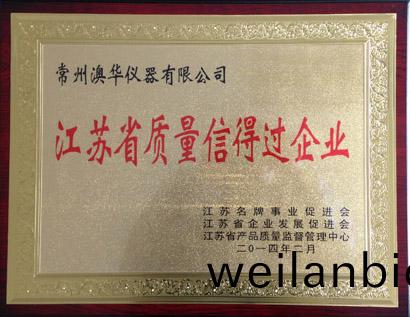 常州澳华仪器有限公司
江苏省质量信得过企业
江苏名牌事业促进会
江苏省企业发展促进会
江苏省产品质量监督管理中心
二〇一四年二月
weilanbi